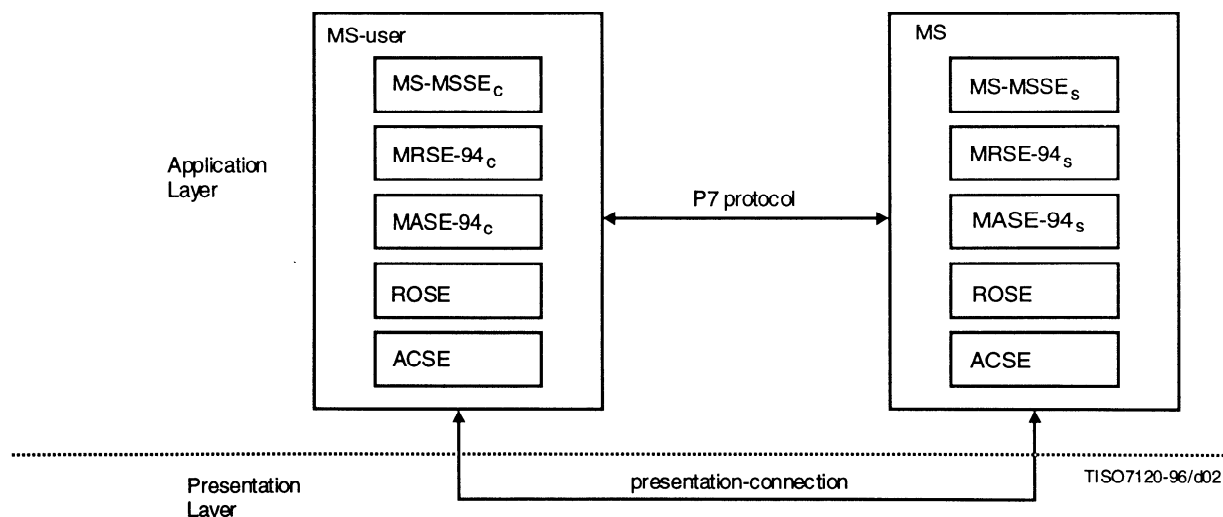 MS-user
MS
MS-MSSEc
MS-MSSEs
Application
Layer
MRSE-94c
MRSE-94s
P7 protocol
MASE-94c
MASE-94s
ROSE
ROSE
ACSE
ACSE
TISO7120-96/d02
Presentation
Layer
presentation-connection